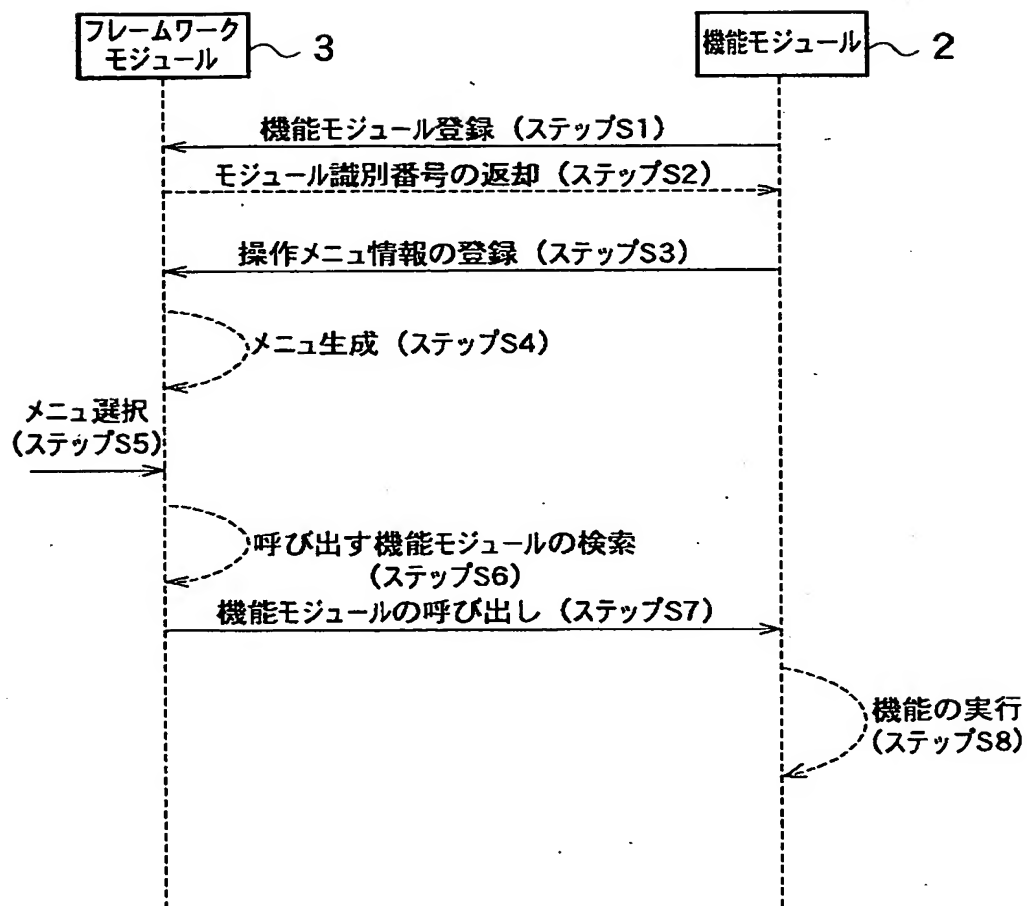 フレームワーク
モジュール
3
機能モジュール
2
機能モジュール登録 (ステップS1)
モジュール識別番号の返却 (ステップS2)
操作メニュー情報の登録 (ステップS3)
メニュー生成 (ステップS4)
メニュー選択
(ステップS5)
呼び出す機能モジュールの検索
(ステップS6)
機能モジュールの呼び出し (ステップS7)
機能の実行
(ステップS8)